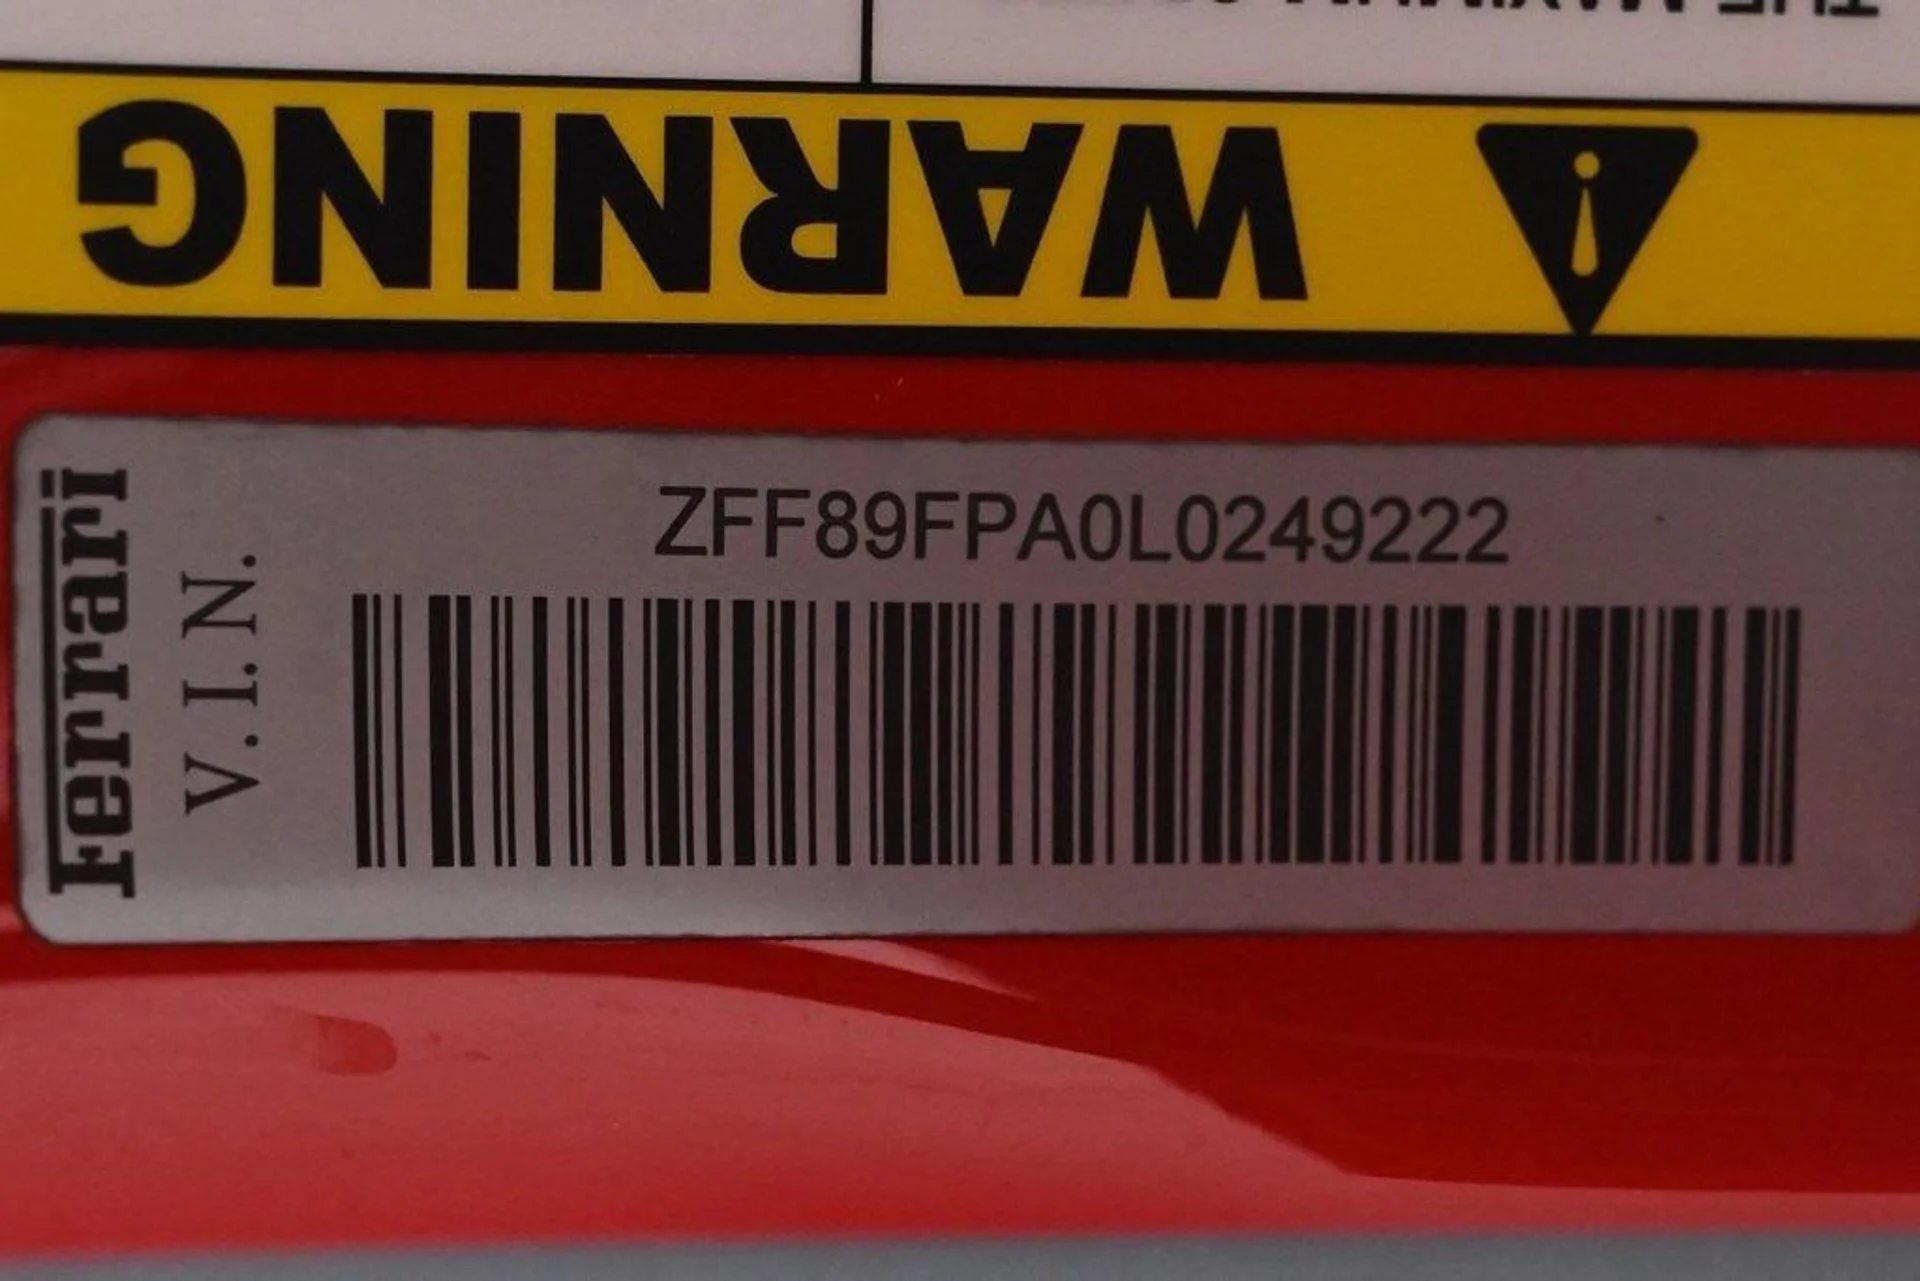 WARNING
Ferrari
V.I.N.
ZFF89FPA0L0249222